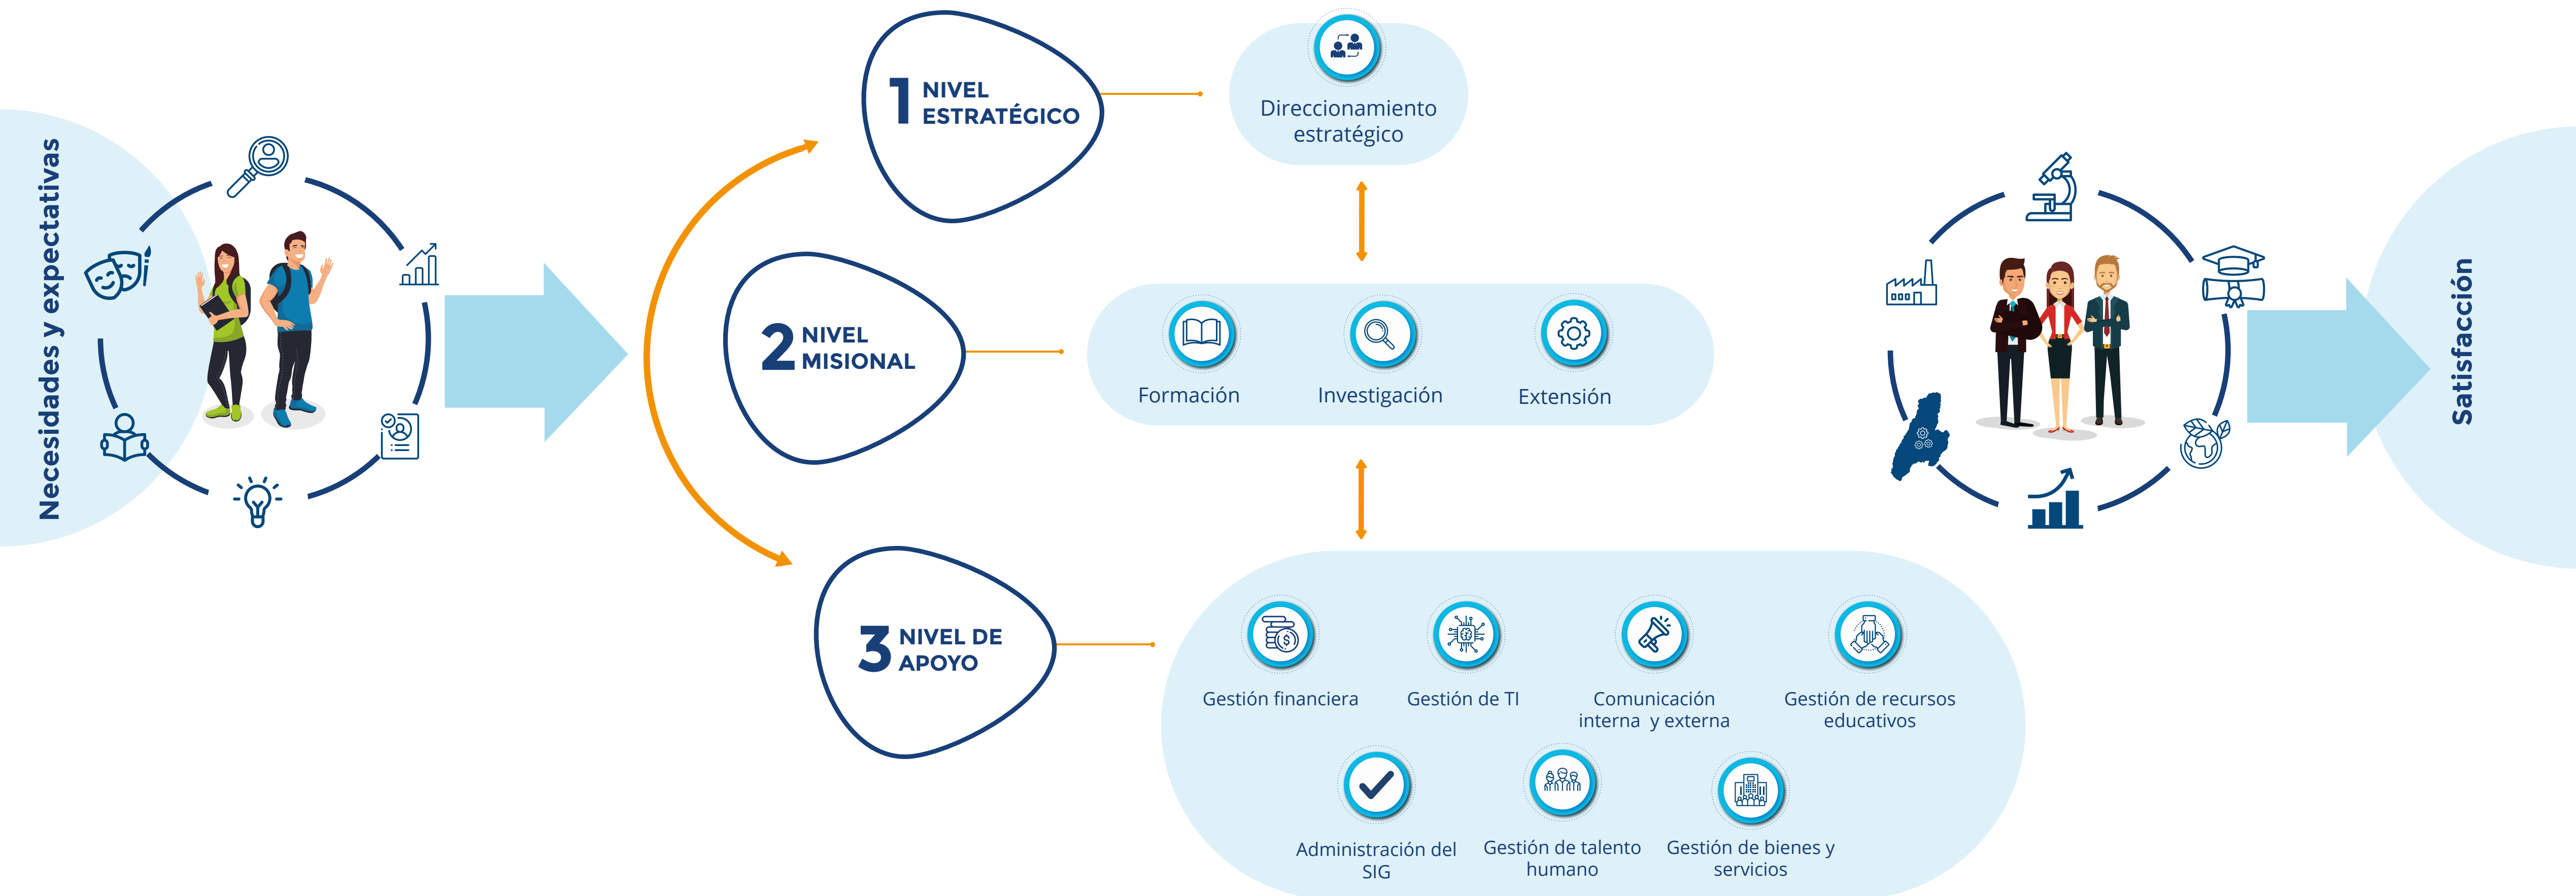 Necesidades y expectativas
1 NIVEL
ESTRATÉGICO
Direccionamiento
estratégico
2 NIVEL
MISIONAL
Formación
Investigación
Extensión
3 NIVEL DE
APOYO
Gestión financiera
Gestión de TI
Comunicación
interna y externa
Gestión de recursos
educativos
Administración del
SIG
Gestión de talento
humano
Gestión de bienes y
servicios
Satisfacción